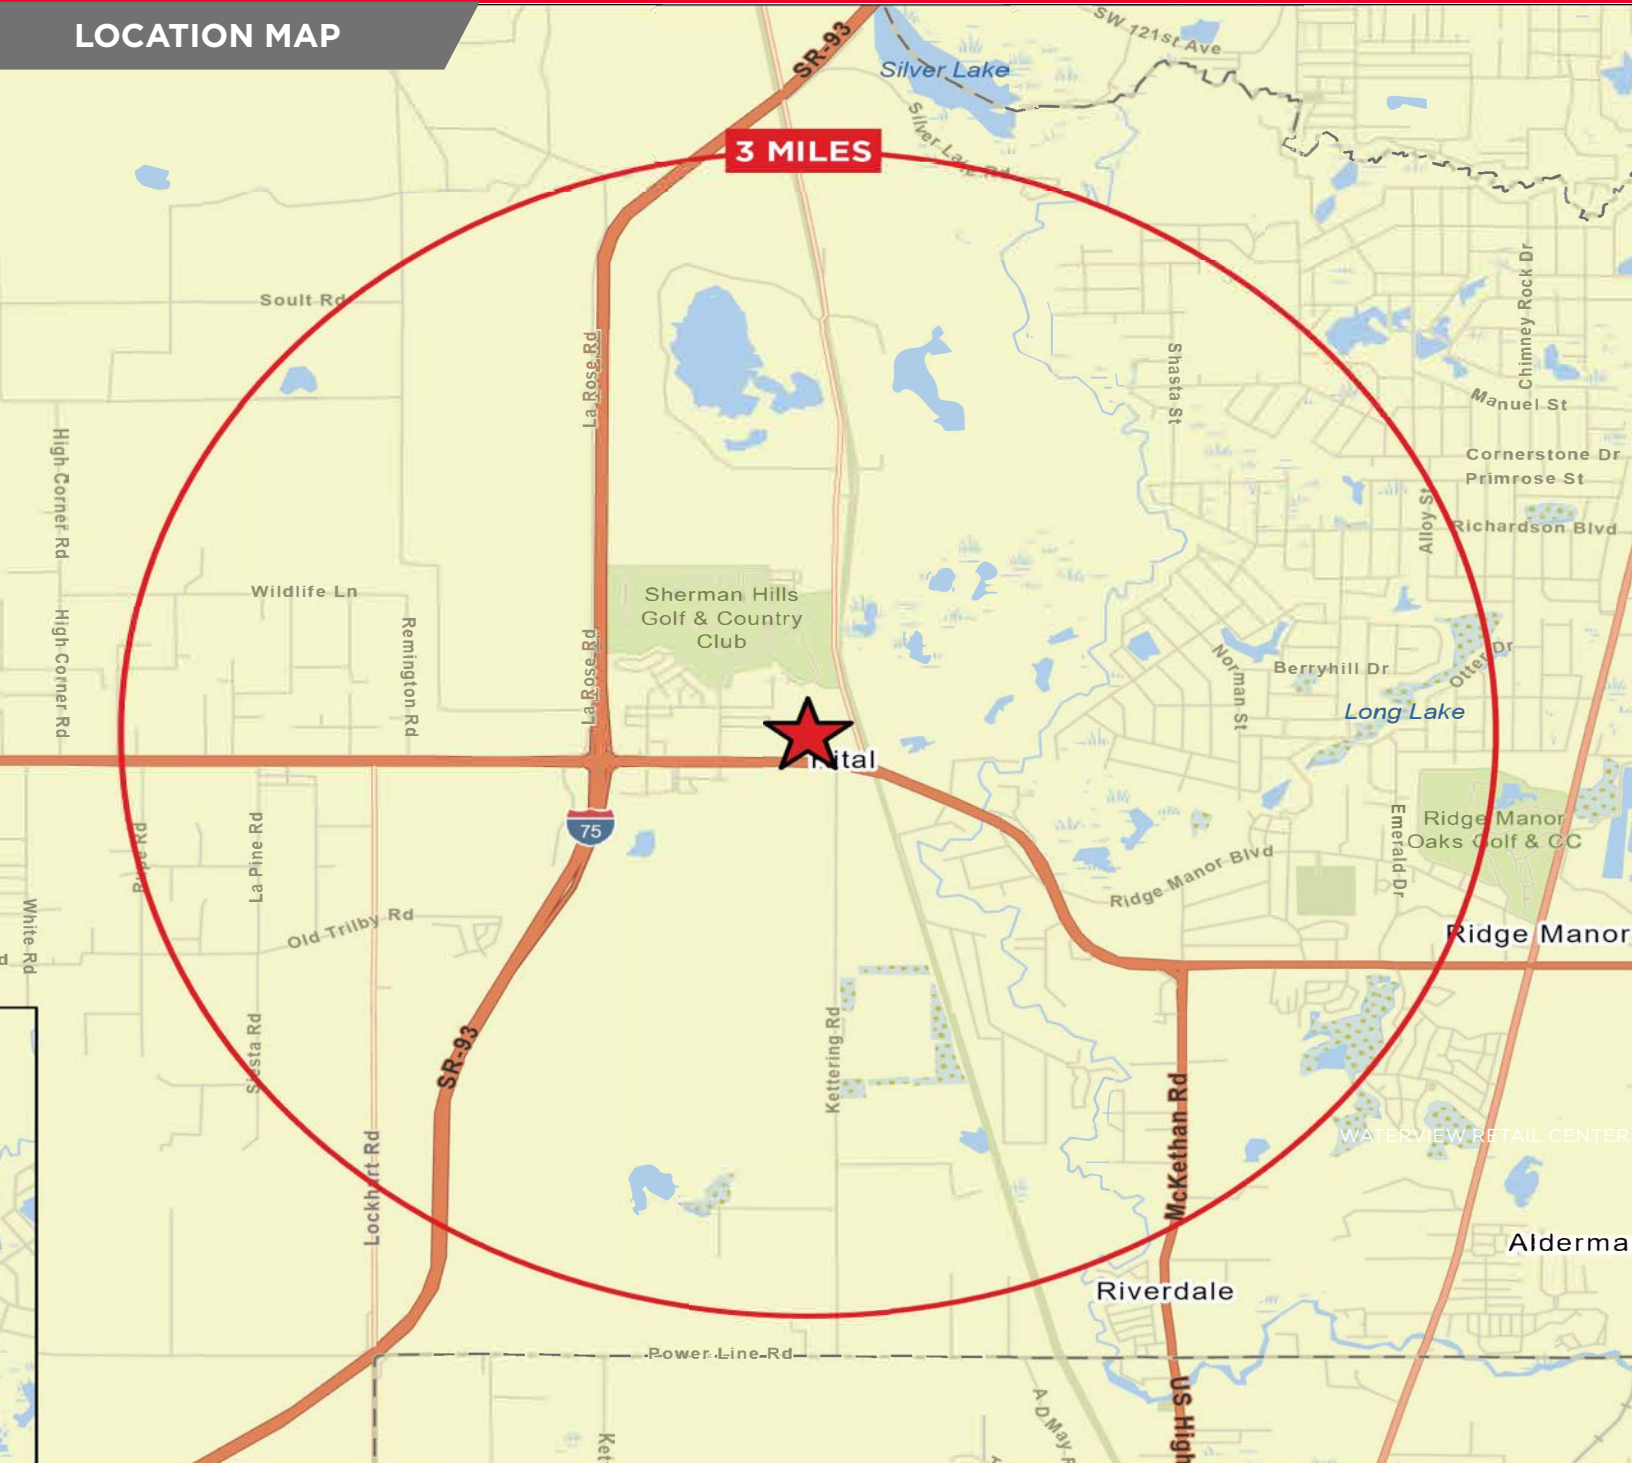 LOCATION MAP
SR-93
SW 121st Ave
Silver Lake
Silver Lake Rd
3 MILES
Soult Rd
Chimney Rock Dr
La Rose Rd
Shasta St
Manuel St
High Corner Rd
Cornerstone Dr
Primrose St
Alloy St
Richardson Blvd
Wildlife Ln
Sherman Hills
Golf & Country
Club
High Corner Rd
Remington Rd
La Rose Rd
Norman St
Berryhill Dr
Otter Dr
Long Lake
75
La Pine Rd
Emerald Dr
Ridge Manor
Oaks Golf & CC
Ridge Manor Blvd
White Rd
Old Trilby Rd
Ridge Manor
Siesta Rd
SR-93
Kettering Rd
McKethan Rd
WATERVIEW RETAIL CENTER
Lockhart Rd
Alderma
Riverdale
Power Line Rd
US High
A D May R
Ket